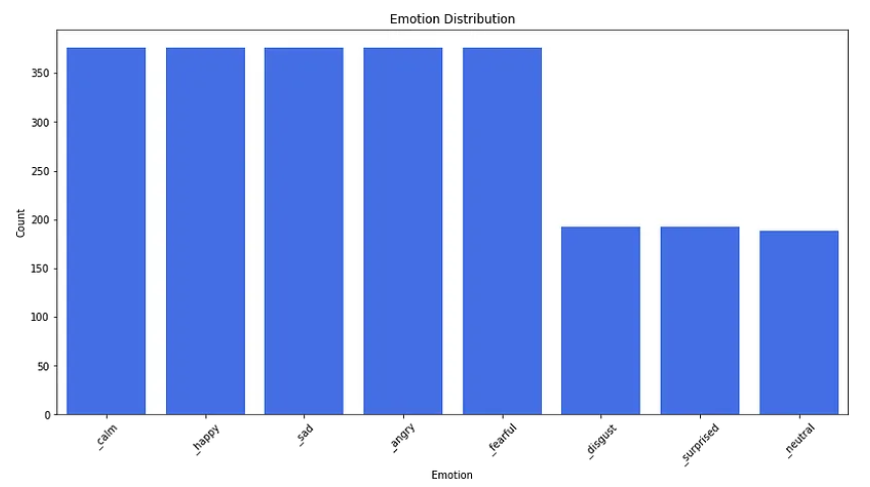 Emotion Distribution
350
300
250
200
150
100
50
0
Count
_calm
_happy
_sad
_angry
_fearful
_disgust
_surprised
_neutral
Emotion